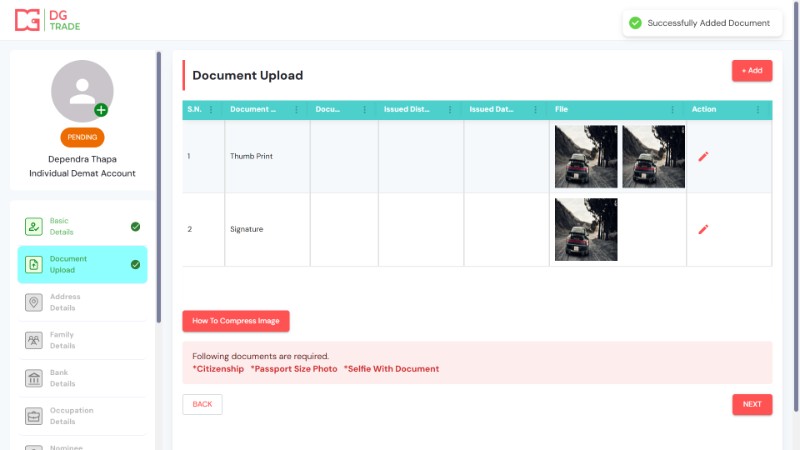 DG
TRADE
Successfully Added Document
PENDING
Dependra Thapa
Individual Demat Account
Basic
Details
Document
Upload
Address
Details
Family
Details
Bank
Details
Occupation
Details
Nominee
Document Upload
+ Add
S.N. Document ... Docu... Issued Dist... Issued Dat... File Action
1 Thumb Print
2 Signature
How To Compress Image
Following documents are required.
*Citizenship *Passport Size Photo *Selfie With Document
BACK
NEXT